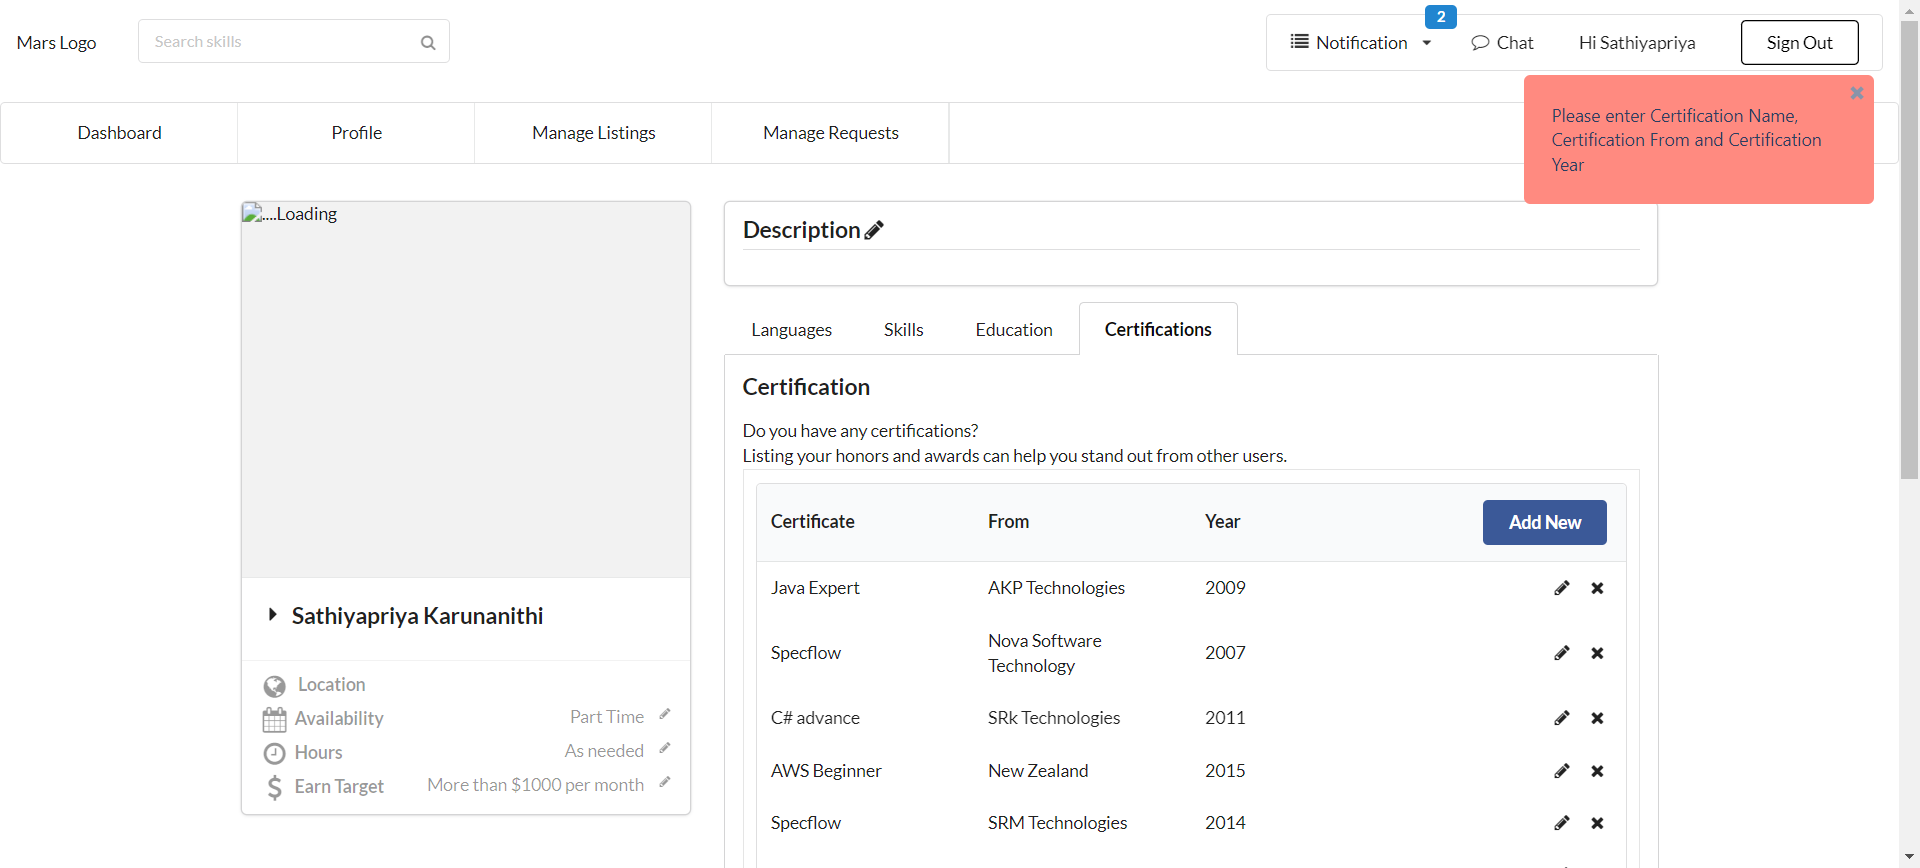 Mars Logo
Search skills
Notification
2
Chat
Hi Sathiyapriya
Sign Out
Please enter Certification Name,
Certification From and Certification
Year
Dashboard
Profile
Manage Listings
Manage Requests
....Loading
Sathiyapriya Karunanithi
Location
Availability
Part Time
Hours
As needed
Earn Target
More than $1000 per month
Description
Languages
Skills
Education
Certifications
Certification
Do you have any certifications?
Listing your honors and awards can help you stand out from other users.
Certificate
From
Year
Add New
Java Expert
AKP Technologies
2009
Specflow
Nova Software
Technology
2007
C# advance
SRk Technologies
2011
AWS Beginner
New Zealand
2015
Specflow
SRM Technologies
2014